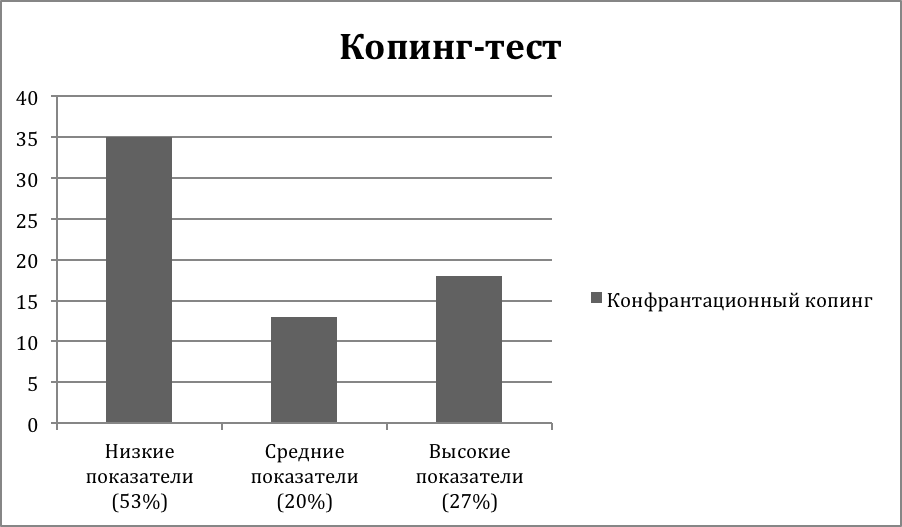 Копинг-тест
40
35
30
25
20
15
10
5
0
Низкие
показатели
(53%)
Средние
показатели
(20%)
Высокие
показатели
(27%)
Конфрантационный копинг